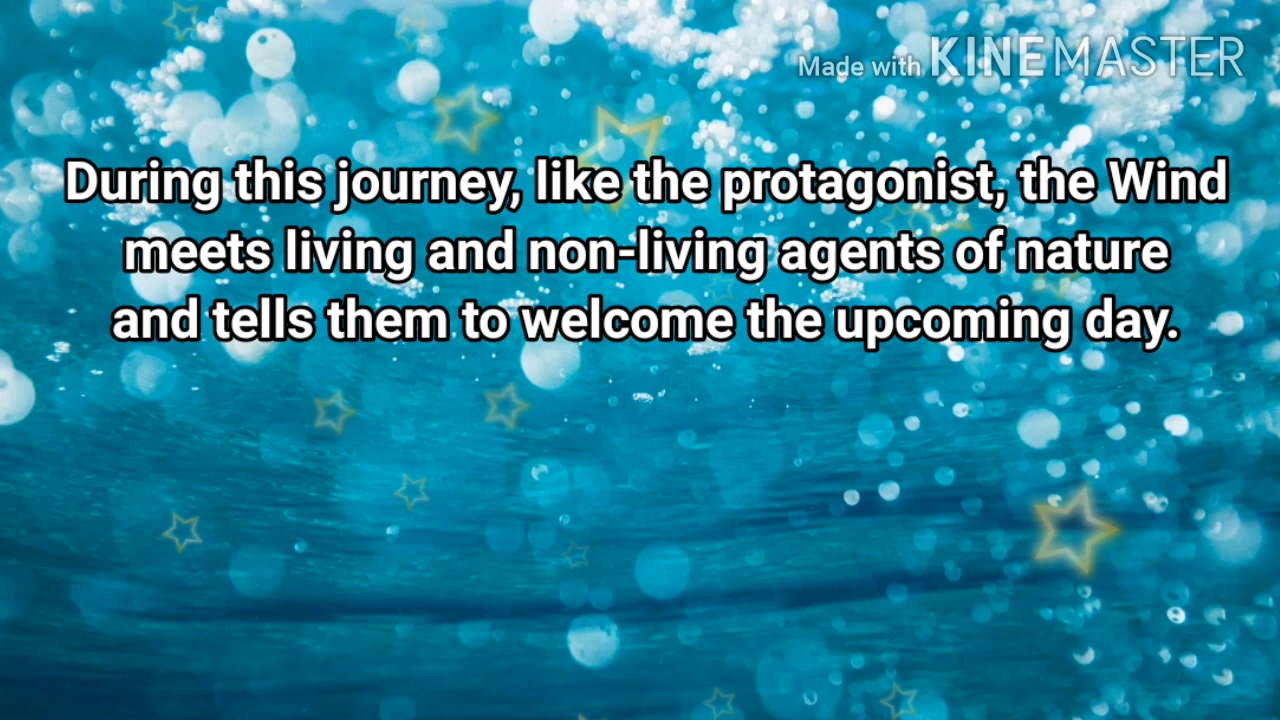 Made with KINEMASTER
During this journey, like the protagonist, the Wind
meets living and non-living agents of nature
and tells them to welcome the upcoming day.